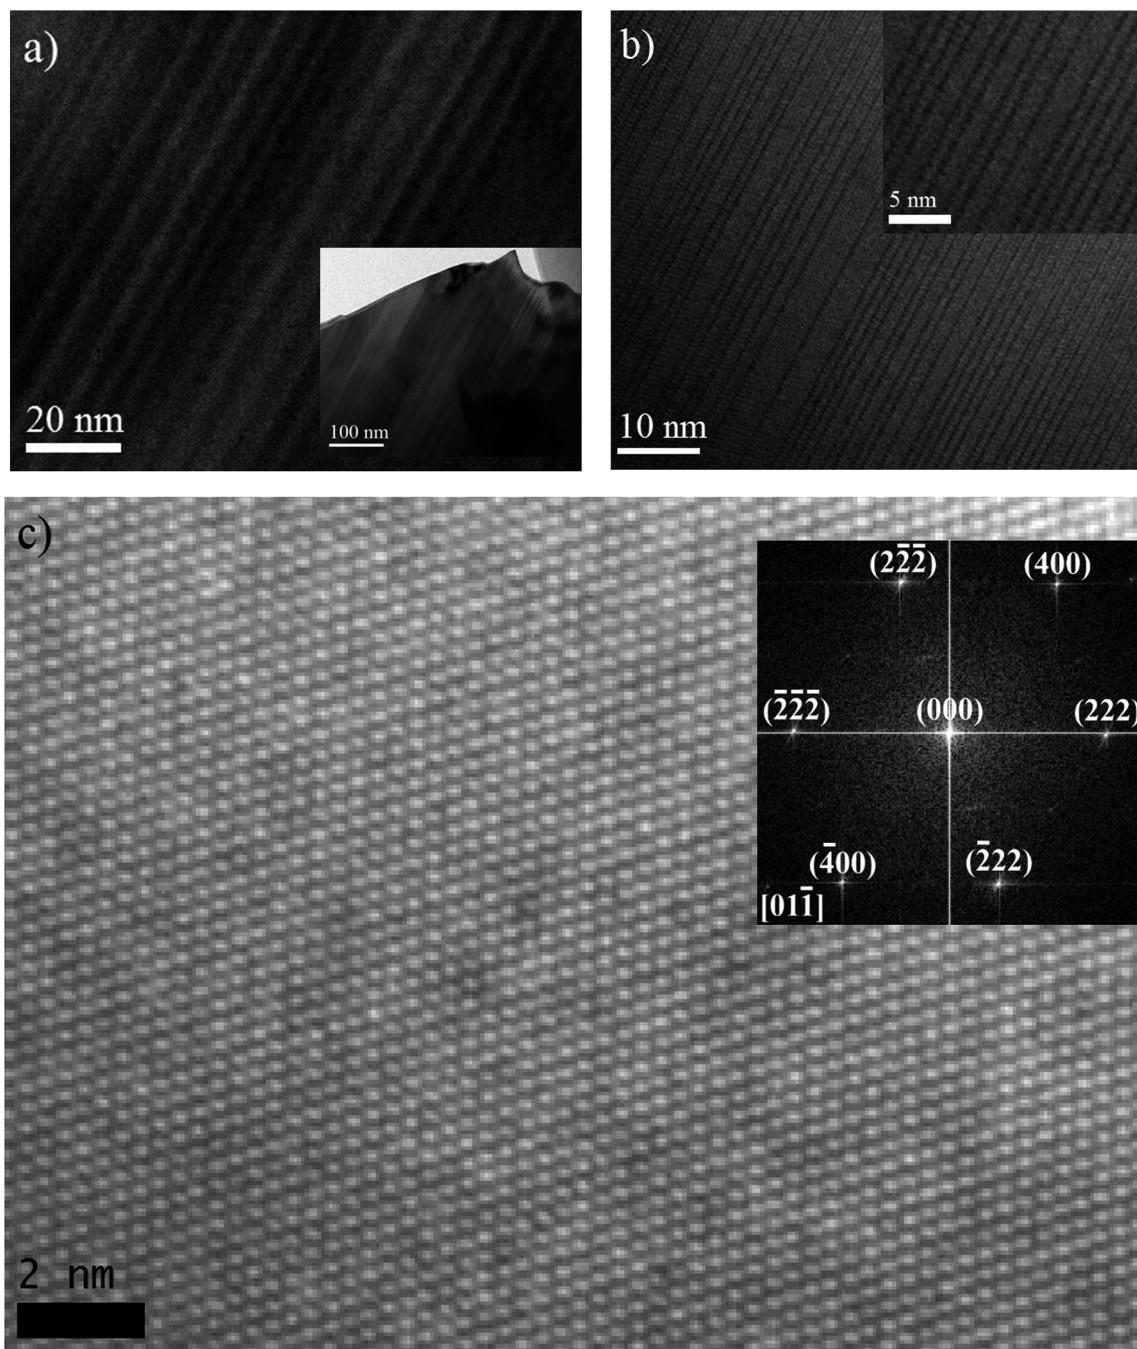 a)
20 nm
100 nm
b)
5 nm
10 nm
c)
(22̅2̅)
(400)
(2̅2̅2̅)
(000)
(222)
(4̅00)
(2̅22)
[011̅]
2 nm